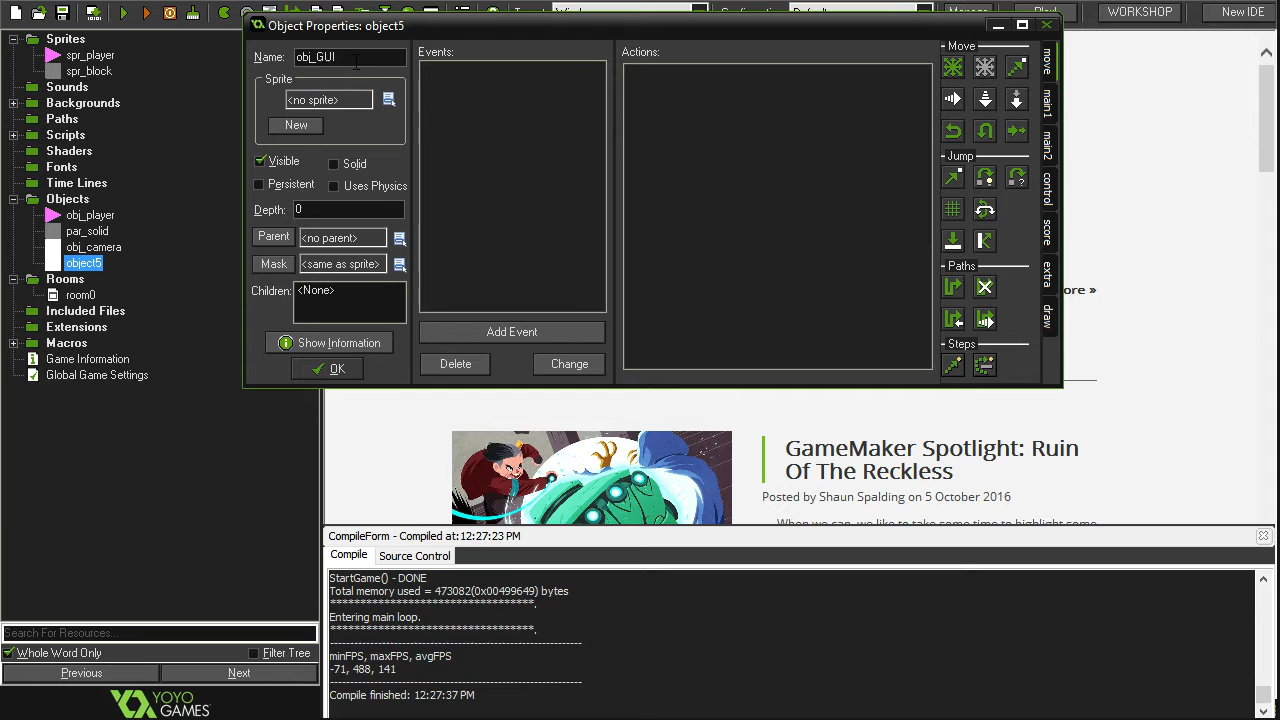 WORKSHOP
New IDE
Object Properties: object5
Sprites
spr_player
spr_block
Sounds
Backgrounds
Paths
Scripts
Shaders
Fonts
Time Lines
Objects
obj_player
par_solid
obj_camera
object5
Rooms
room0
Included Files
Extensions
Macros
Game Information
Global Game Settings
Search For Resources...
Whole Word Only
Filter Tree
Previous
Next
YOYO
GAMES
Name:
obj_GUI
Sprite
<no sprite>
New
Visible
Solid
Persistent
Uses Physics
Depth:
0
Parent
<no parent>
Mask
<same as sprite>
Children:
<None>
Show Information
OK
Events:
Add Event
Delete
Change
Actions:
Move
Jump
Paths
Steps
move
main1
main2
control
score
extra
draw
ore »
GameMaker Spotlight: Ruin
Of The Reckless
Posted by Shaun Spalding on 5 October 2016
CompileForm - Compiled at:12:27:23 PM
Compile
Source Control
StartGame() - DONE
Total memory used = 473082(0x00499649) bytes
***********************************.
Entering main loop.
***********************************.
minFPS, maxFPS, avgFPS
-71, 488, 141
Compile finished: 12:27:37 PM